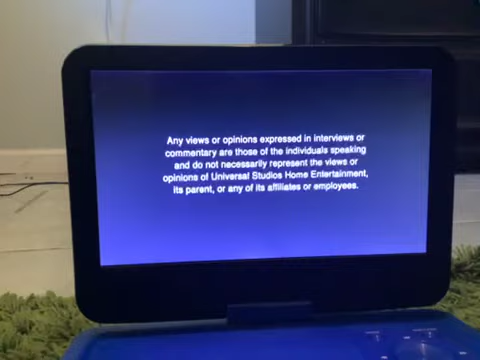 Any views or opinions expressed in interviews or
commentary are those of the individuals speaking
and do not necessarily represent the views or
opinions of Universal Studios Home Entertainment,
its parent, or any of its affiliates or employees.